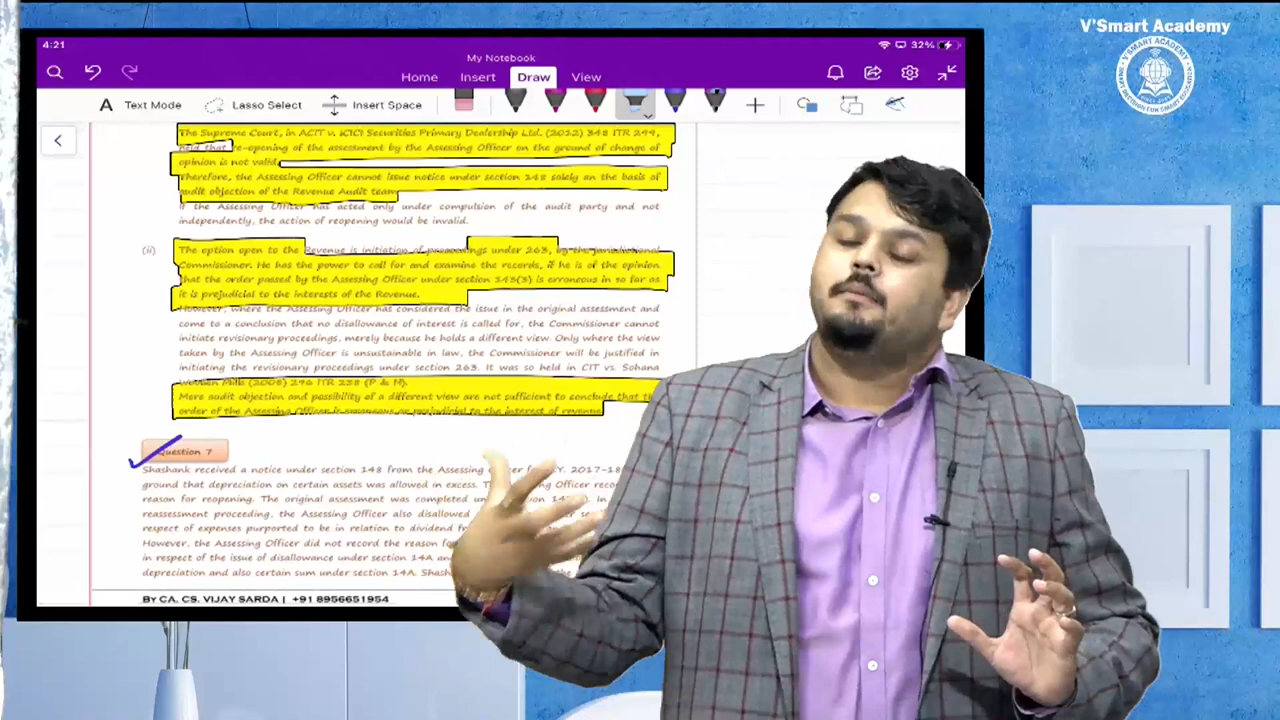 V'Smart Academy
4:21
32%
My Notebook
Home Insert Draw View
A Text Mode Lasso Select Insert Space
The Supreme Court, in ACIT v. ICICI Securities Primary Dealership Ltd. (2012) 348 ITR 299,
held that re-opening of the assessment by the Assessing Officer on the ground of change of
opinion is not valid.
Therefore, the Assessing Officer cannot issue notice under section 148 solely on the basis of
audit objection of the Revenue Audit team
If the Assessing Officer has acted only under compulsion of the audit party and not
independently, the action of reopening would be invalid.
(ii) The option open to the Revenue is initiation of proceedings under 263, by the jurisdictional
Commissioner. He has the power to call for and examine the records, if he is of the opinion
that the order passed by the Assessing Officer under section 143(3) is erroneous in so far as
it is prejudicial to the interests of the Revenue.
However, where the Assessing Officer has considered the issue in the original assessment and
come to a conclusion that no disallowance of interest is called for, the Commissioner cannot
initiate revisionary proceedings, merely because he holds a different view. Only where the view
taken by the Assessing Officer is unsustainable in law, the Commissioner will be justified in
initiating the revisionary proceedings under section 263. It was so held in CIT vs. Sohana
Woollen Mills (2008) 296 ITR 238 (P & H).
Mere audit objection and possibility of a different view are not sufficient to conclude that
order of the Assessing Officer is erroneous or prejudicial to the interest of revenue
Question 7
Shashank received a notice under section 148 from the Assessing for 2017-18
ground that depreciation on certain assets was allowed in excess. Officer
reason for reopening. The original assessment was completed In
reassessment proceeding, the Assessing Officer also disallowed
respect of expenses purported to be in relation to dividend
However, the Assessing Officer did not record the reason
in respect of the issue of disallowance under section 14A
depreciation and also certain sum under section 14A.
BY CA. CS. VIJAY SARDA | +91 8956651954